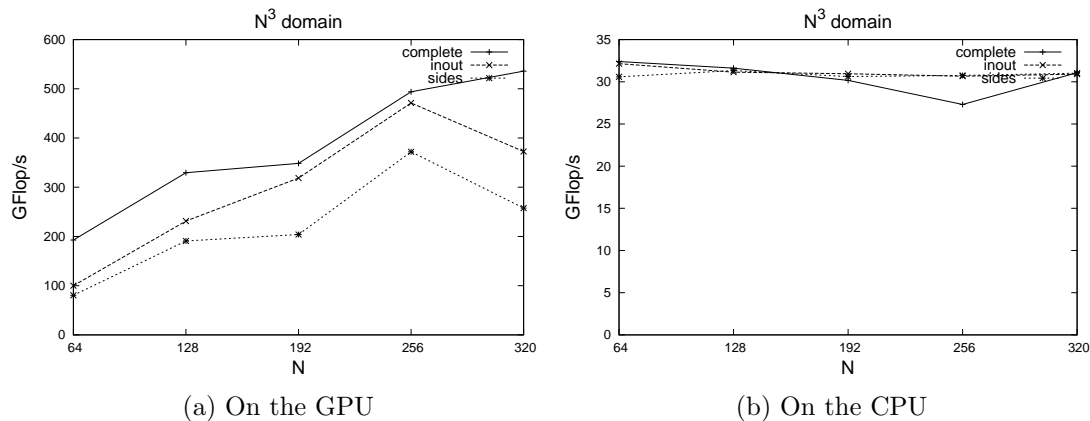 N³ domain
600
500
400
300
200
100
0
GFlop/s
64
128
192
256
320
N
complete
inout
sides
(a) On the GPU
N³ domain
35
30
25
20
15
10
5
0
GFlop/s
64
128
192
256
320
N
complete
inout
sides
(b) On the CPU